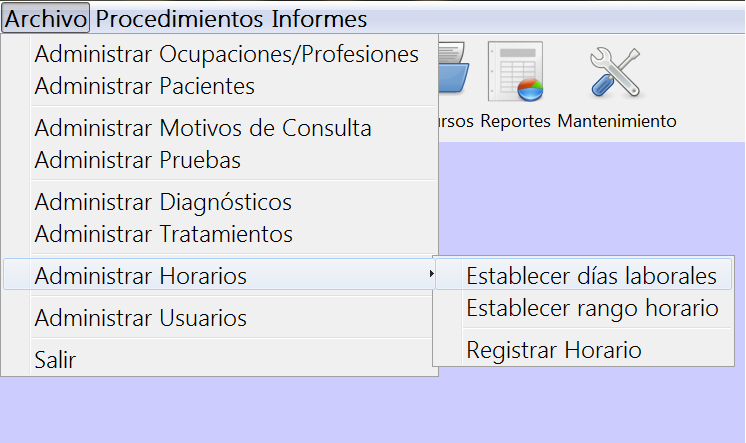 Archivo Procedimientos Informes
Administrar Ocupaciones/Profesiones
Administrar Pacientes
Administrar Motivos de Consulta
Administrar Pruebas
Administrar Diagnósticos
Administrar Tratamientos
Administrar Horarios
Administrar Usuarios
Salir
Establecer días laborales
Establecer rango horario
Registrar Horario
Reportes Mantenimiento